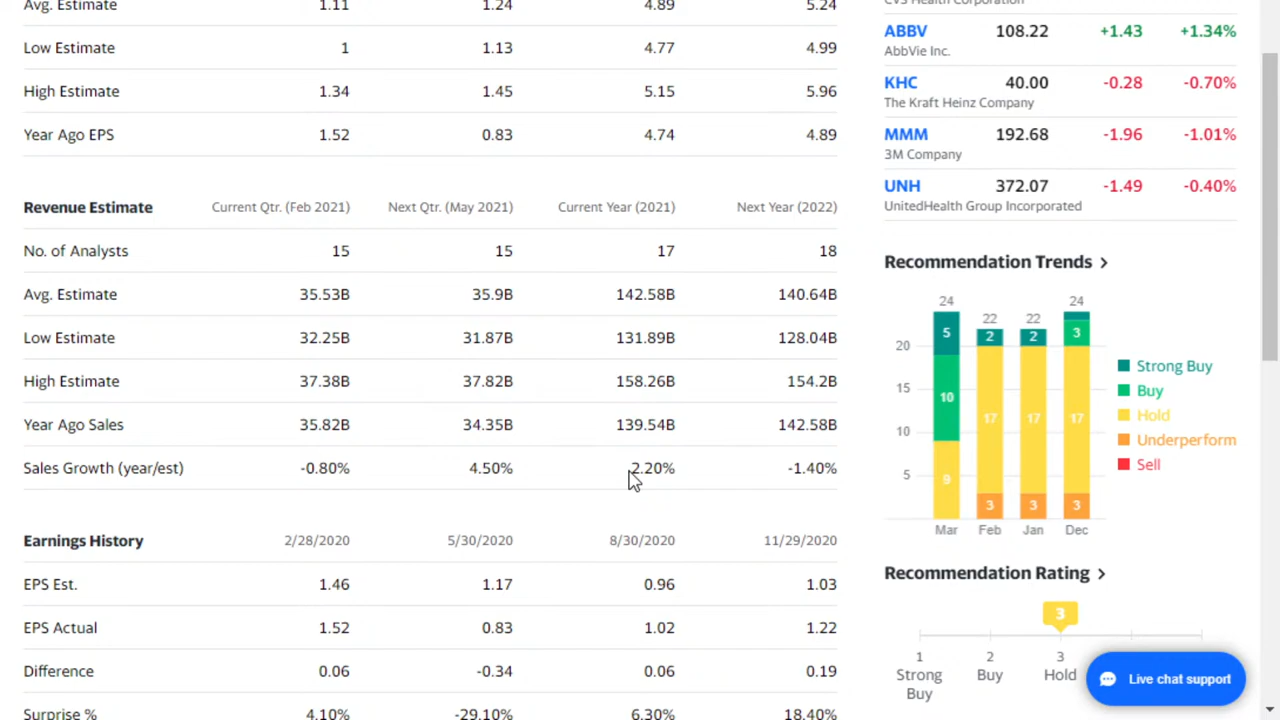 Avg. Estimate 1.11 1.24 4.89 5.24
Low Estimate 1 1.13 4.77 4.99
High Estimate 1.34 1.45 5.15 5.96
Year Ago EPS 1.52 0.83 4.74 4.89
Revenue Estimate Current Qtr. (Feb 2021) Next Qtr. (May 2021) Current Year (2021) Next Year (2022)
No. of Analysts 15 15 17 18
Avg. Estimate 35.53B 35.9B 142.58B 140.64B
Low Estimate 32.25B 31.87B 131.89B 128.04B
High Estimate 37.38B 37.82B 158.26B 154.2B
Year Ago Sales 35.82B 34.35B 139.54B 142.58B
Sales Growth (year/est) -0.80% 4.50% 2.20% -1.40%
Earnings History 2/28/2020 5/30/2020 8/30/2020 11/29/2020
EPS Est. 1.46 1.17 0.96 1.03
EPS Actual 1.52 0.83 1.02 1.22
Difference 0.06 -0.34 0.06 0.19
Surprise % 4.10% -29.10% 6.30% 18.40%
CVS Health Corporation
ABBV 108.22 +1.43 +1.34%
AbbVie Inc.
KHC 40.00 -0.28 -0.70%
The Kraft Heinz Company
MMM 192.68 -1.96 -1.01%
3M Company
UNH 372.07 -1.49 -0.40%
UnitedHealth Group Incorporated
Recommendation Trends >
24 22 22 24
5 2 2 3
10 17 17 17
9 3 3 3
20
15
10
5
Mar Feb Jan Dec
Strong Buy
Buy
Hold
Underperform
Sell
Recommendation Rating >
3
1 2 3
Strong Buy Hold
Buy
Live chat support